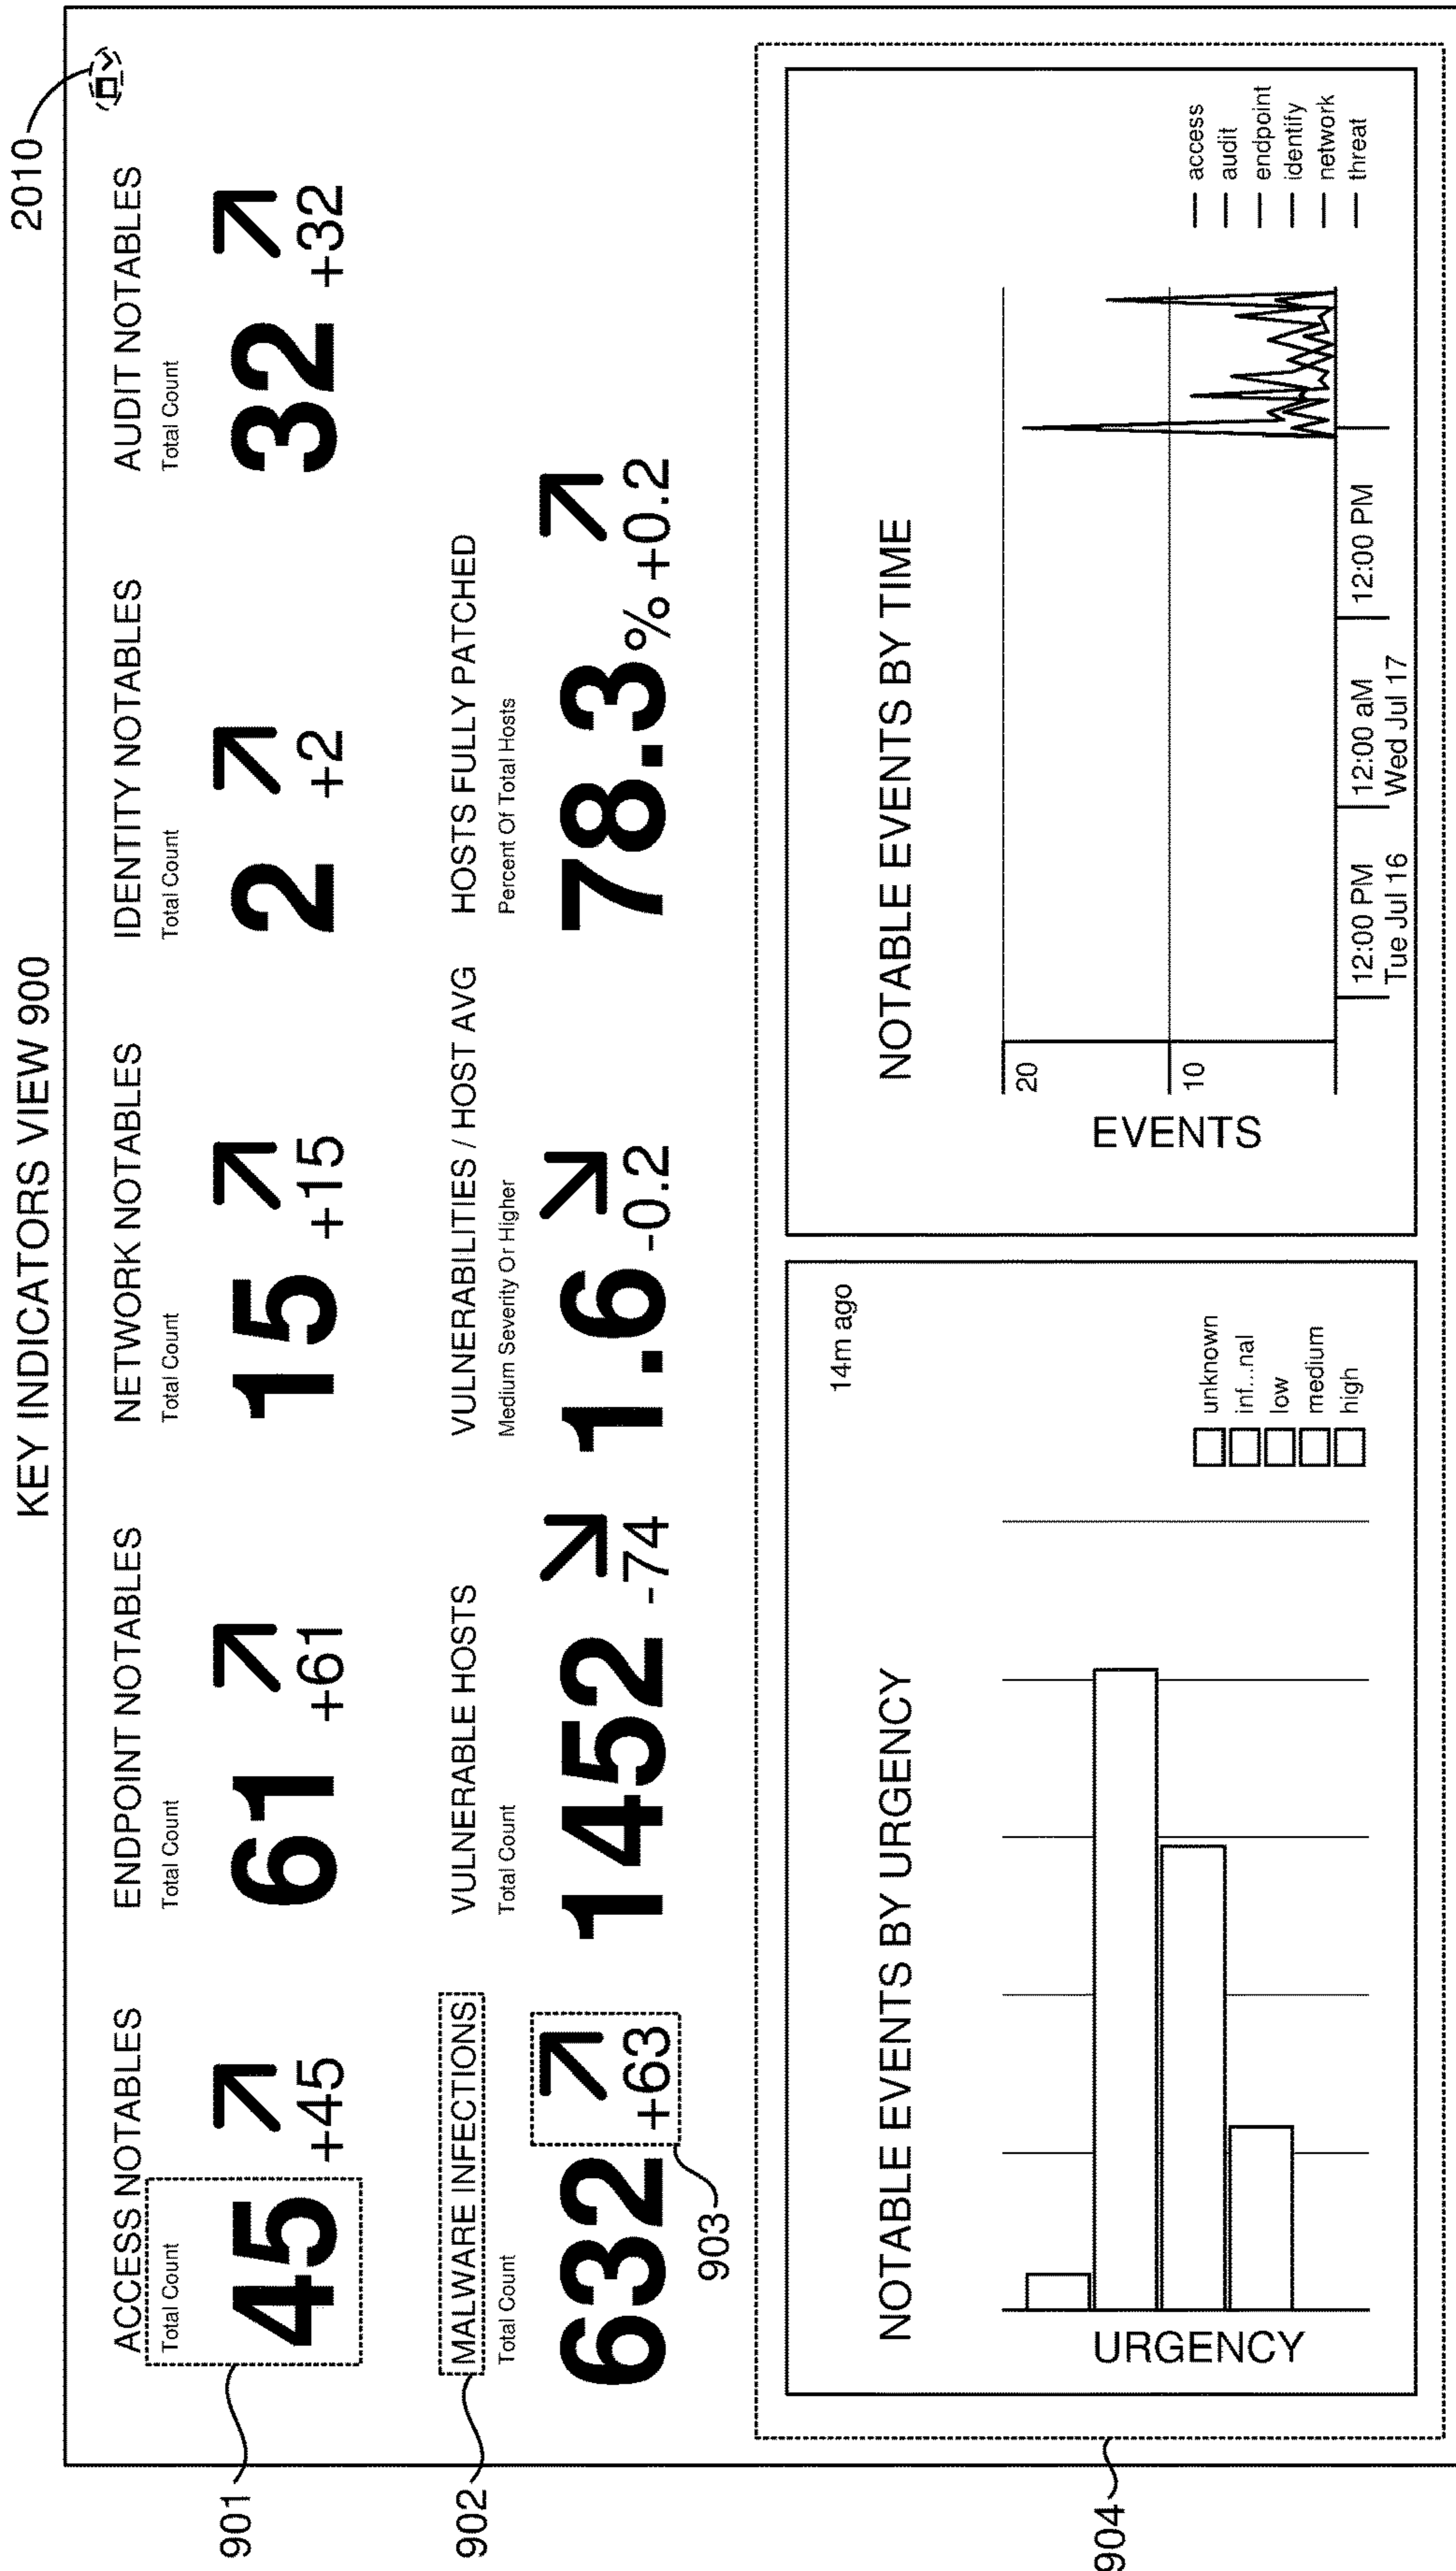 KEY INDICATORS VIEW 900
2010
ACCESS NOTABLES
Total Count
45 +45
ENDPOINT NOTABLES
Total Count
61 +61
NETWORK NOTABLES
Total Count
15 +15
IDENTITY NOTABLES
Total Count
2 +2
AUDIT NOTABLES
Total Count
32 +32
901
MALWARE INFECTIONS
Total Count
632 +63
VULNERABLE HOSTS
Total Count
1452 -74
VULNERABILITIES / HOST AVG
Medium Severity Or Higher
1.6 -0.2
HOSTS FULLY PATCHED
Percent Of Total Hosts
78.3% +0.2
902
903
904
NOTABLE EVENTS BY URGENCY
14m ago
URGENCY
unknown
inf...nal
low
medium
high
NOTABLE EVENTS BY TIME
EVENTS
20
10
12:00 PM
Tue Jul 16
12:00 aM
Wed Jul 17
12:00 PM
access
audit
endpoint
identify
network
threat